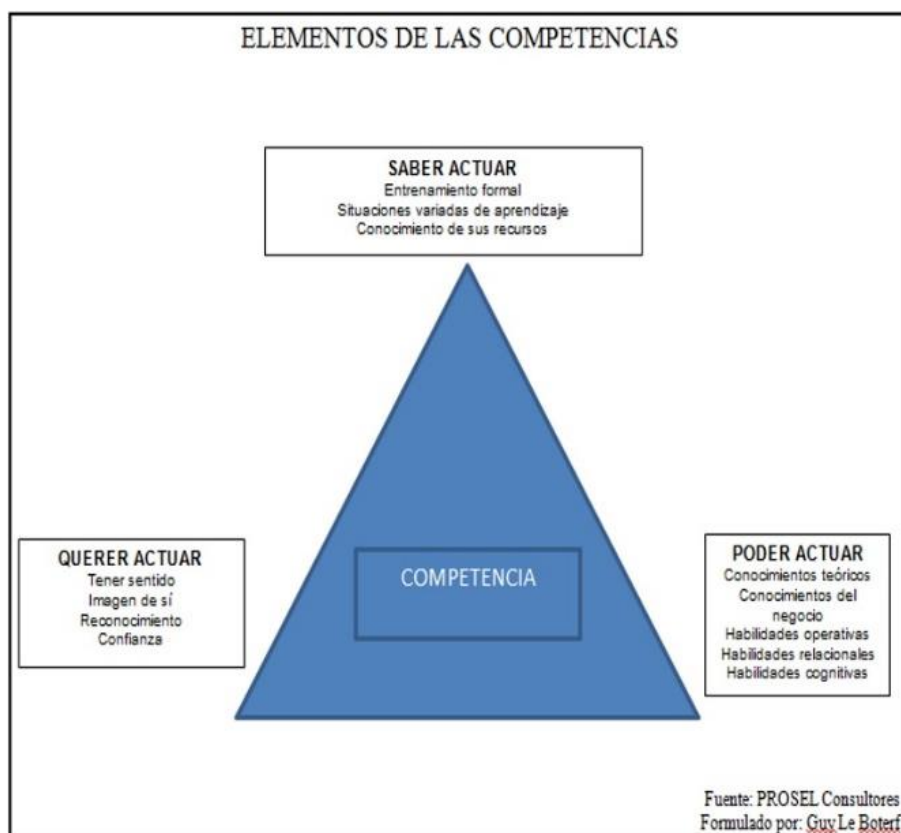 ELEMENTOS DE LAS COMPETENCIAS
SABER ACTUAR
Entrenamiento formal
Situaciones variadas de aprendizaje
Conocimiento de sus recursos
QUERER ACTUAR
Tener sentido
Imagen de sí
Reconocimiento
Confianza
COMPETENCIA
PODER ACTUAR
Conocimientos teóricos
Conocimientos del
negocio
Habilidades operativas
Habilidades relacionales
Habilidades cognitivas
Fuente: PROSEL Consultores
Formulado por: Guy Le Boterf